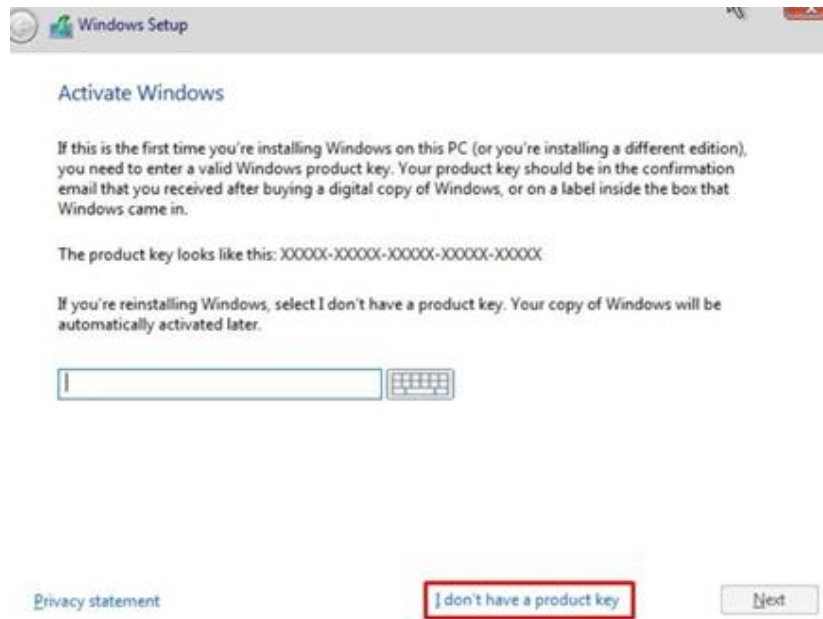 Windows Setup
Activate Windows
If this is the first time you're installing Windows on this PC (or you're installing a different edition),
you need to enter a valid Windows product key. Your product key should be in the confirmation
email that you received after buying a digital copy of Windows, or on a label inside the box that
Windows came in.
The product key looks like this: XXXXX-XXXXX-XXXXX-XXXXX-XXXXX
If you're reinstalling Windows, select I don't have a product key. Your copy of Windows will be
automatically activated later.
Privacy statement
I don't have a product key
Next